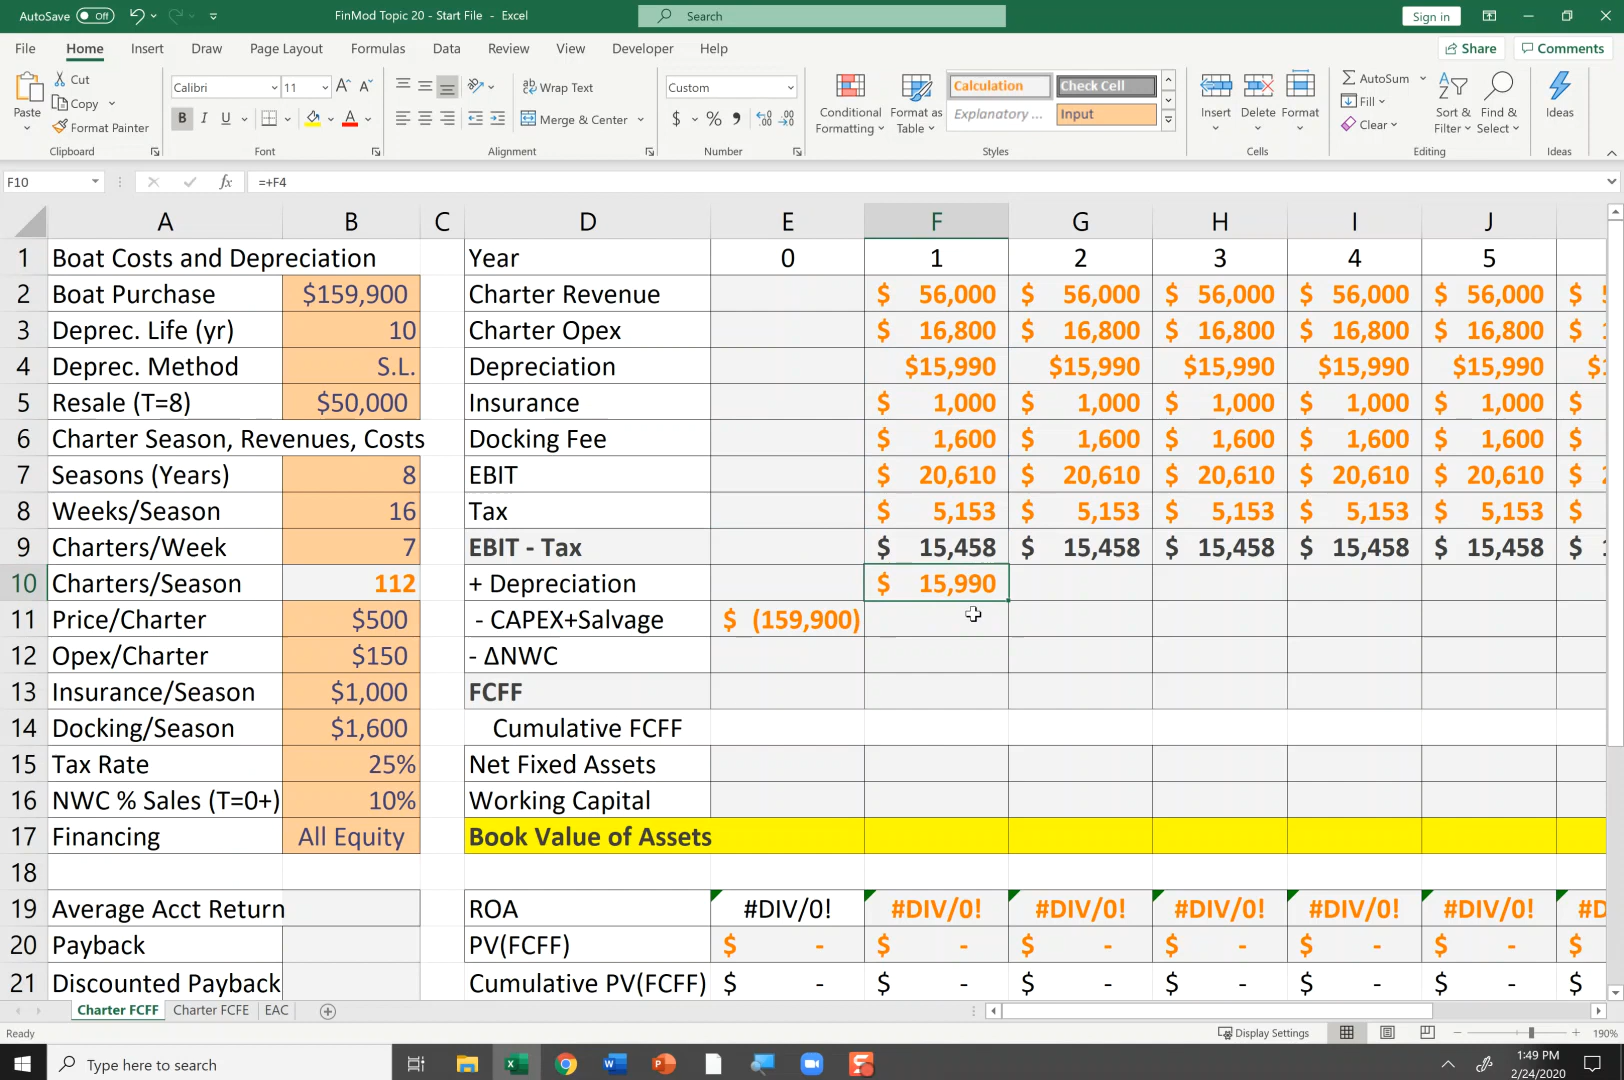 AutoSave Off FinMod Topic 20 - Start File - Excel Search Sign in
File Home Insert Draw Page Layout Formulas Data Review View Developer Help Share Comments
Paste Cut Copy Format Painter Clipboard
Calibri 11 B I U Font
Wrap Text Merge & Center Alignment
Custom $ % Number
Conditional Formatting Format as Table Calculation Check Cell Explanatory ... Input Styles
Insert Delete Format Cells
AutoSum Fill Clear Sort & Filter Find & Select Editing
Ideas Ideas
F10 fx =+F4
A B C D E F G H I J
1 Boat Costs and Depreciation Year 0 1 2 3 4 5
2 Boat Purchase $159,900 Charter Revenue $ 56,000 $ 56,000 $ 56,000 $ 56,000 $ 56,000 $
3 Deprec. Life (yr) 10 Charter Opex $ 16,800 $ 16,800 $ 16,800 $ 16,800 $ 16,800 $
4 Deprec. Method S.L. Depreciation $15,990 $15,990 $15,990 $15,990 $15,990 $
5 Resale (T=8) $50,000 Insurance $ 1,000 $ 1,000 $ 1,000 $ 1,000 $ 1,000 $
6 Charter Season, Revenues, Costs Docking Fee $ 1,600 $ 1,600 $ 1,600 $ 1,600 $ 1,600 $
7 Seasons (Years) 8 EBIT $ 20,610 $ 20,610 $ 20,610 $ 20,610 $ 20,610 $
8 Weeks/Season 16 Tax $ 5,153 $ 5,153 $ 5,153 $ 5,153 $ 5,153 $
9 Charters/Week 7 EBIT - Tax $ 15,458 $ 15,458 $ 15,458 $ 15,458 $ 15,458 $
10 Charters/Season 112 + Depreciation $ 15,990
11 Price/Charter $500 - CAPEX+Salvage $ (159,900)
12 Opex/Charter $150 - ΔNWC
13 Insurance/Season $1,000 FCFF
14 Docking/Season $1,600 Cumulative FCFF
15 Tax Rate 25% Net Fixed Assets
16 NWC % Sales (T=0+) 10% Working Capital
17 Financing All Equity Book Value of Assets
18
19 Average Acct Return ROA #DIV/0! #DIV/0! #DIV/0! #DIV/0! #DIV/0! #DIV/0! #D
20 Payback PV(FCFF) $ - $ - $ - $ - $ - $ - $
21 Discounted Payback Cumulative PV(FCFF) $ - $ - $ - $ - $ - $ - $
Charter FCFF Charter FCFE EAC
Ready Display Settings 190%
Type here to search 1:49 PM
2/24/2020